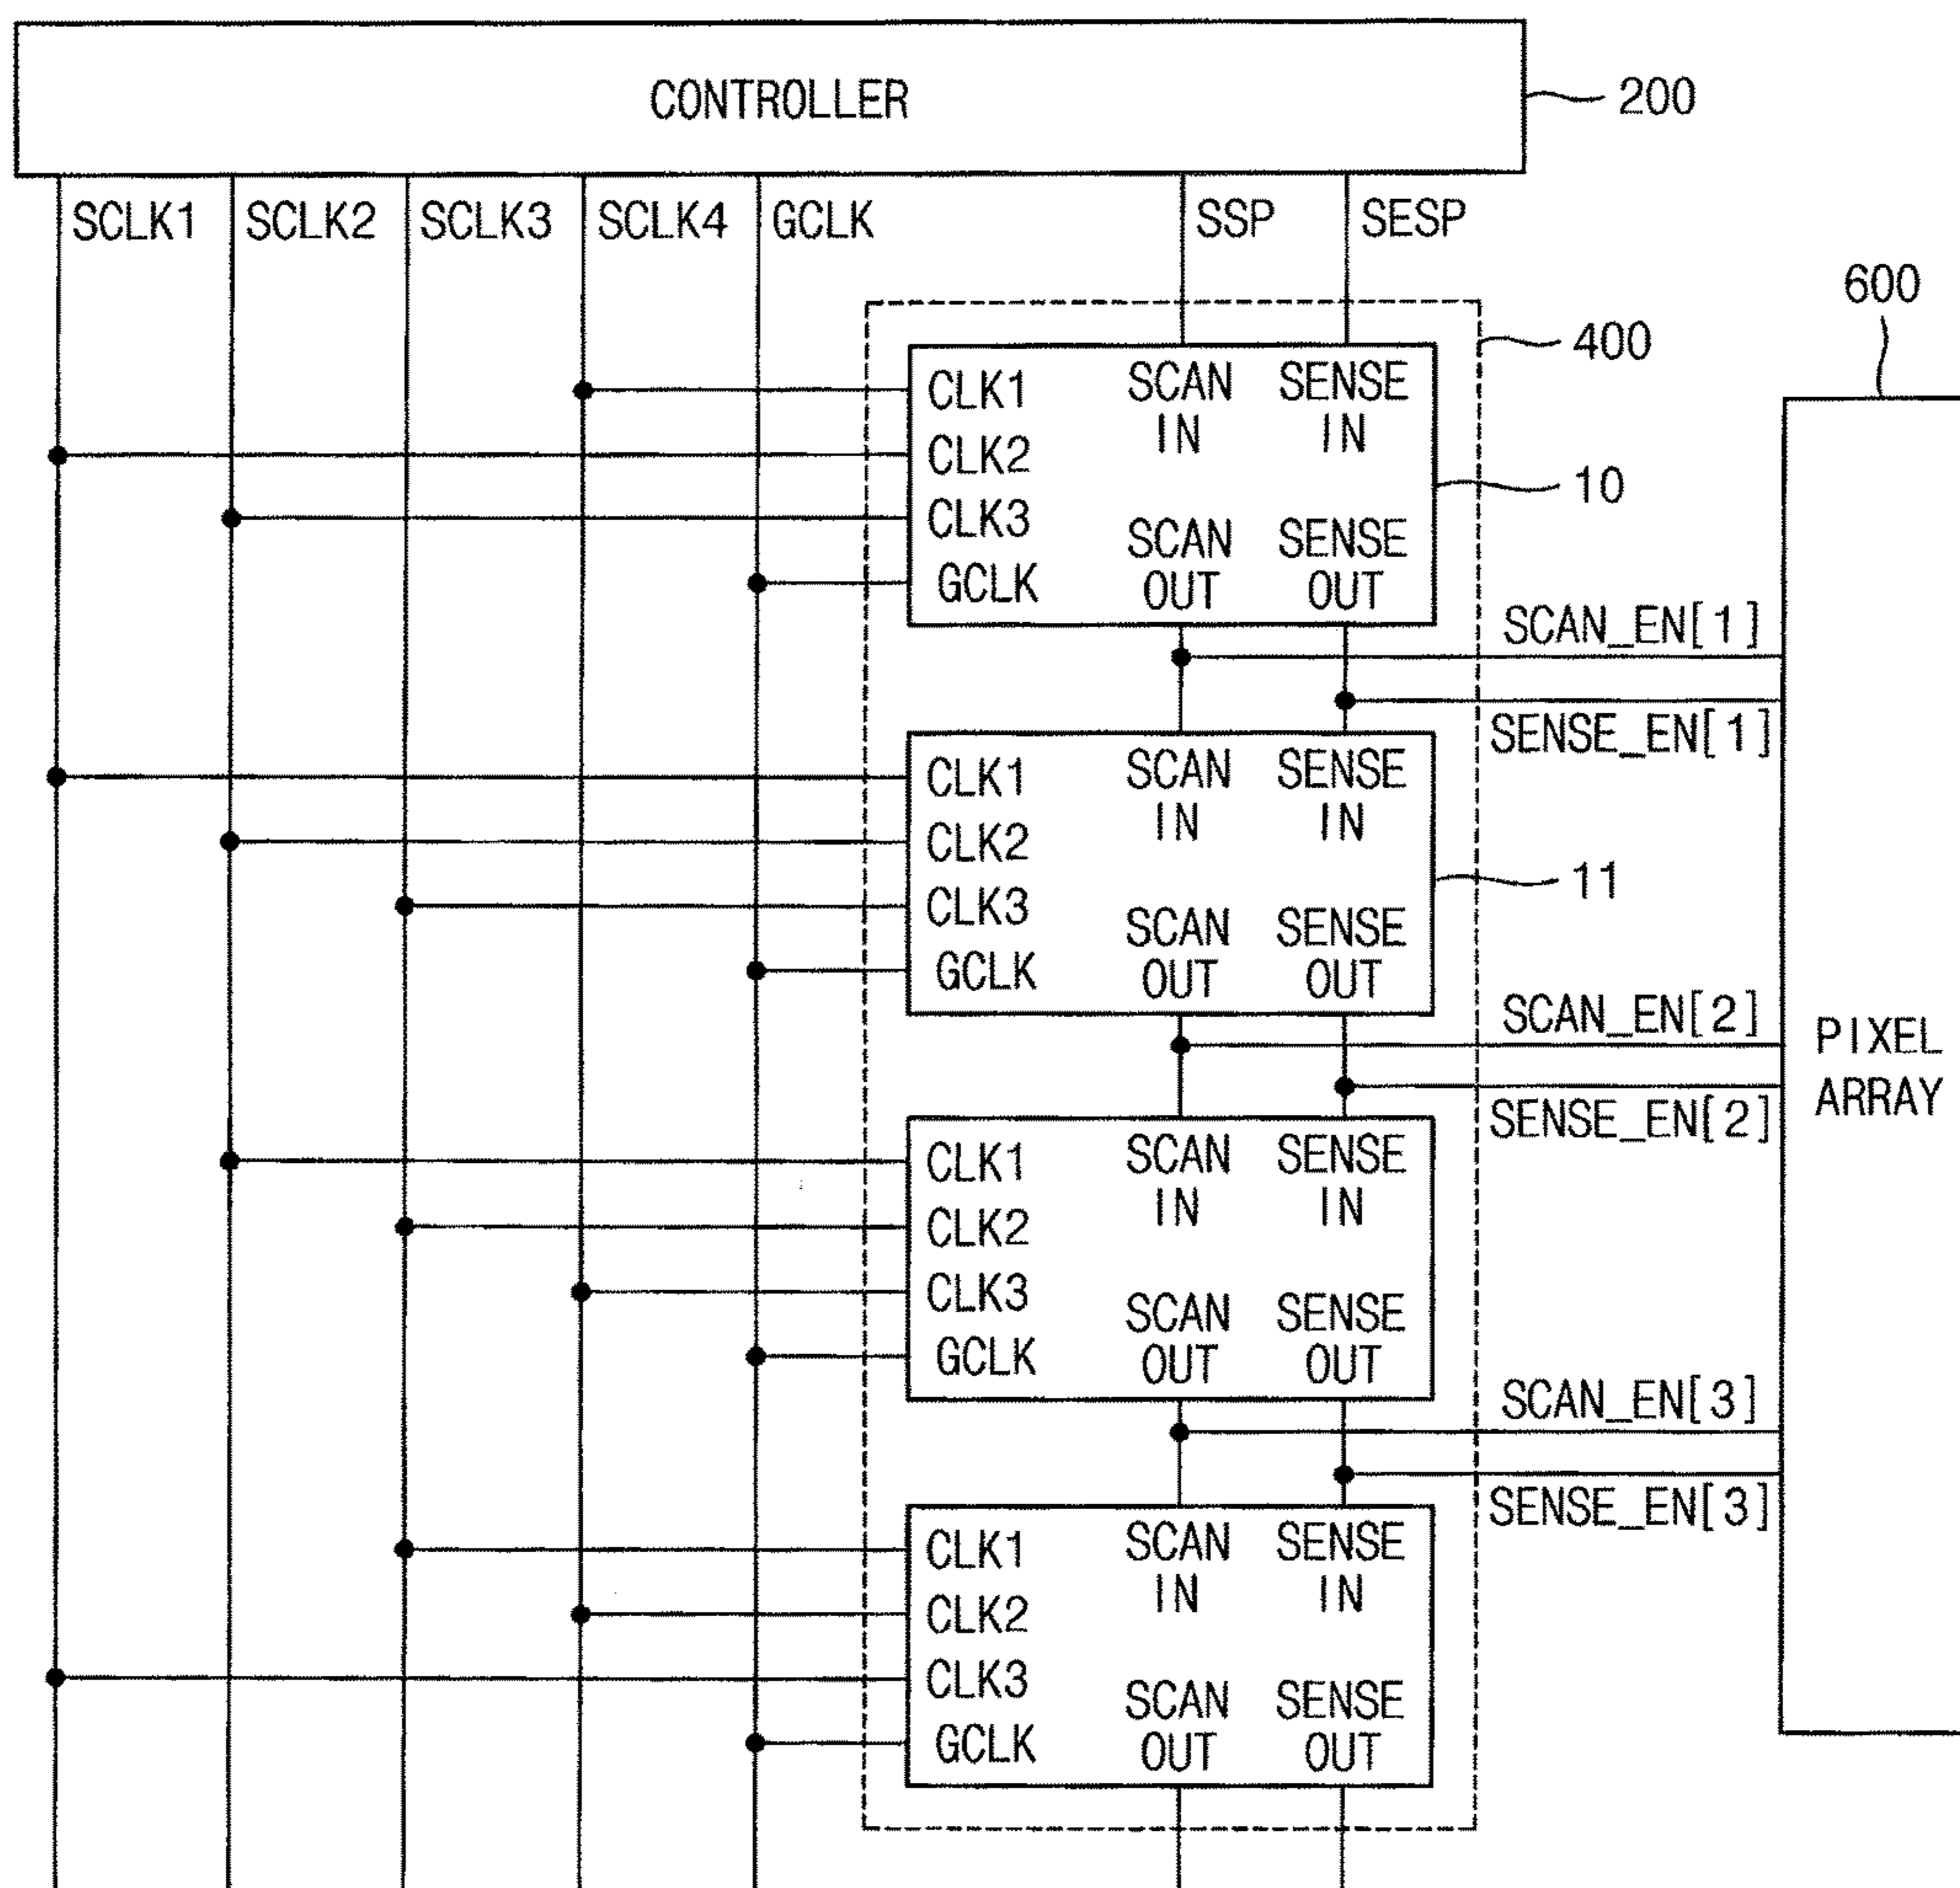 CONTROLLER
200
SCLK1 SCLK2 SCLK3 SCLK4 GCLK SSP SESP
600
400
CLK1 SCAN IN SENSE IN
CLK2
10
CLK3
SCAN OUT SENSE OUT
GCLK
SCAN_EN[1]
SENSE_EN[1]
CLK1 SCAN IN SENSE IN
CLK2
11
CLK3
SCAN OUT SENSE OUT
GCLK
SCAN_EN[2]
PIXEL
ARRAY
SENSE_EN[2]
CLK1 SCAN IN SENSE IN
CLK2
CLK3
SCAN OUT SENSE OUT
GCLK
SCAN_EN[3]
SENSE_EN[3]
CLK1 SCAN IN SENSE IN
CLK2
CLK3
SCAN OUT SENSE OUT
GCLK